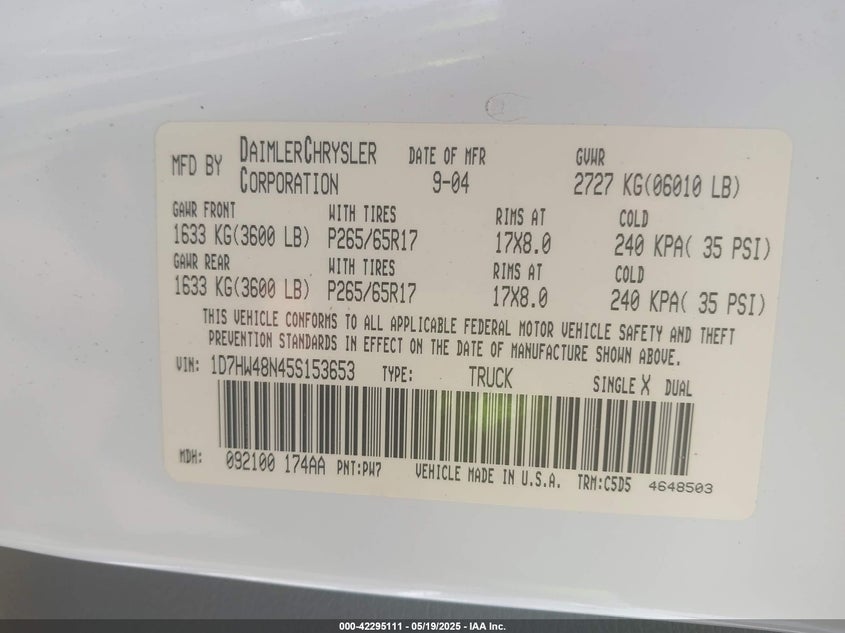 MFD BY DAIMLERCHRYSLER CORPORATION DATE OF MFR 9-04 GVWR 2727 KG(06010 LB)
GAWR FRONT WITH TIRES RIMS AT COLD
1633 KG(3600 LB) P265/65R17 17X8.0 240 KPA( 35 PSI)
GAWR REAR WITH TIRES RIMS AT COLD
1633 KG(3600 LB) P265/65R17 17X8.0 240 KPA( 35 PSI)
THIS VEHICLE CONFORMS TO ALL APPLICABLE FEDERAL MOTOR VEHICLE SAFETY AND THEFT
PREVENTION STANDARDS IN EFFECT ON THE DATE OF MANUFACTURE SHOWN ABOVE.
VIN: 1D7HW48N45S153653 TYPE: TRUCK SINGLE X DUAL
MDH: 092100 174AA PNT:PW7 VEHICLE MADE IN U.S.A. TRM:C5D5 4648503
000-42295111 - 05/19/2025 - IAA Inc.